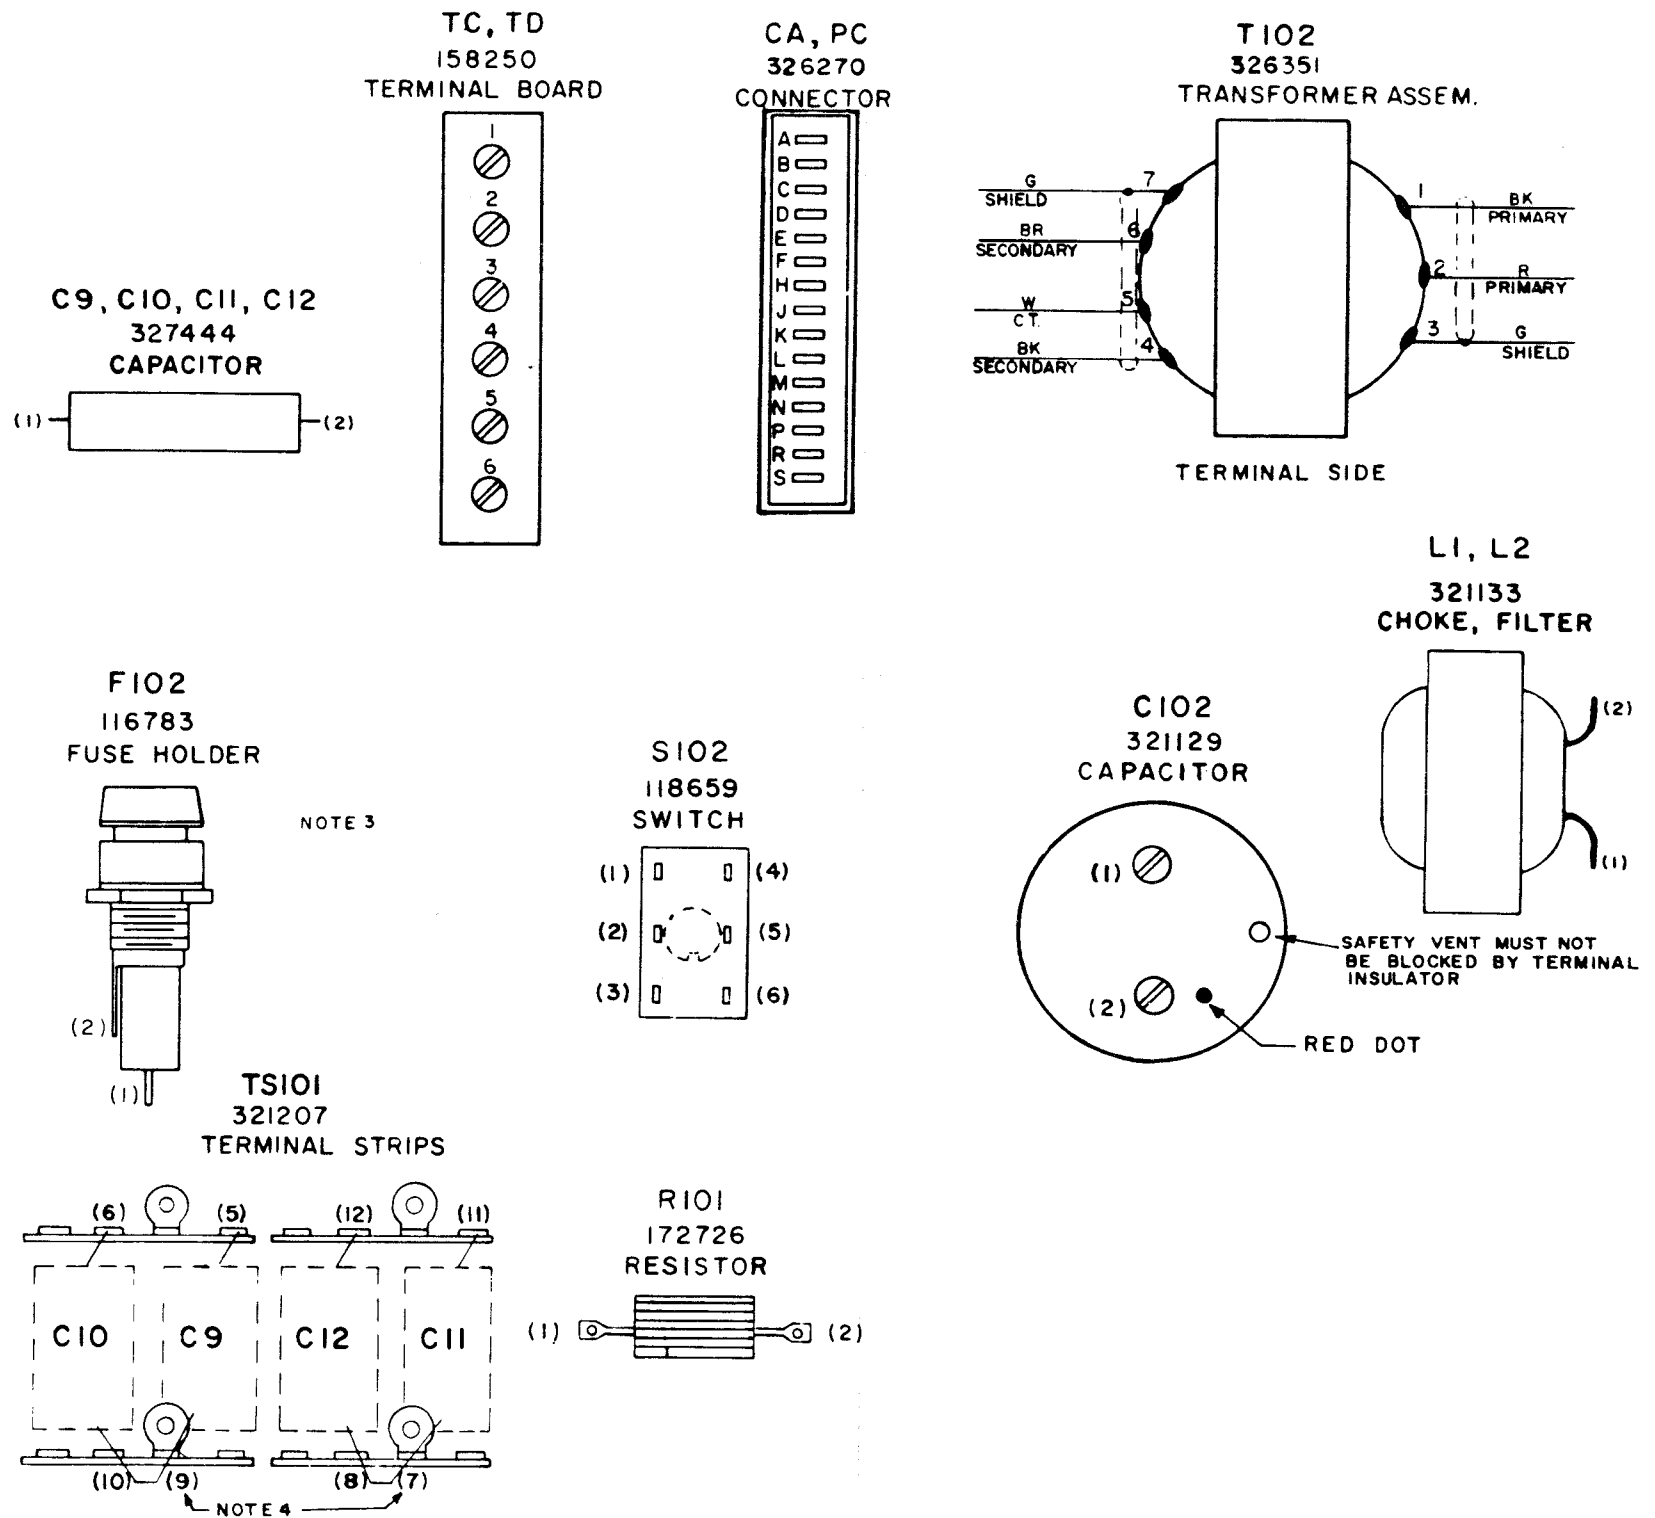 TC, TD
158250
TERMINAL BOARD
1
2
3
4
5
6
CA, PC
326270
CONNECTOR
A
B
C
D
E
F
H
J
K
L
M
N
P
R
S
T102
326351
TRANSFORMER ASSEM.
G
SHIELD
7
BR
SECONDARY
6
W
CT.
5
BK
SECONDARY
4
1
BK
PRIMARY
2
R
PRIMARY
3
G
SHIELD
TERMINAL SIDE
C9, C10, C11, C12
327444
CAPACITOR
(1)
(2)
L1, L2
321133
CHOKE, FILTER
(2)
(1)
F102
116783
FUSE HOLDER
NOTE 3
(2)
(1)
S102
118659
SWITCH
(1)
(4)
(2)
(5)
(3)
(6)
C102
321129
CAPACITOR
(1)
(2)
SAFETY VENT MUST NOT
BE BLOCKED BY TERMINAL
INSULATOR
RED DOT
TS101
321207
TERMINAL STRIPS
(6)
(5)
(12)
(11)
C10
C9
C12
C11
(10)
(9)
(8)
(7)
NOTE 4
R101
172726
RESISTOR
(1)
(2)